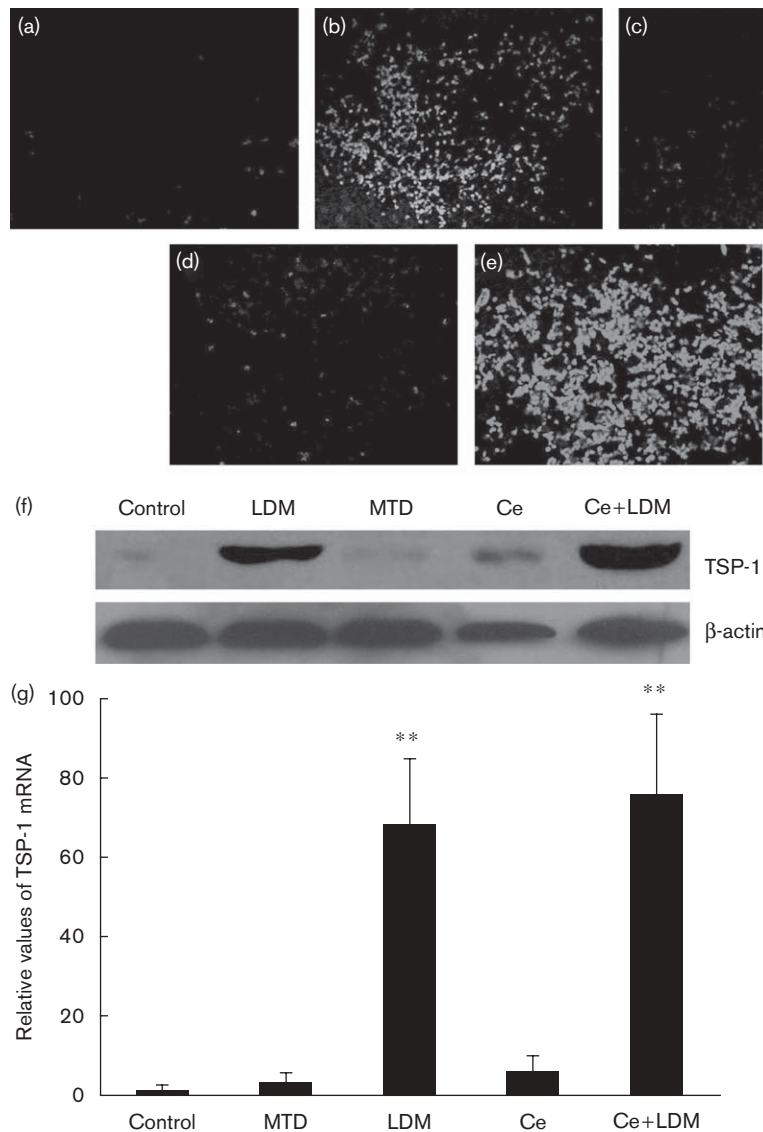 (a)
(b)
(c)
(d)
(e)
(f)
Control LDM MTD Ce Ce+LDM
TSP-1
β-actin
(g)
Relative values of TSP-1 mRNA
100
80
60
40
20
0
**
**
Control MTD LDM Ce Ce+LDM